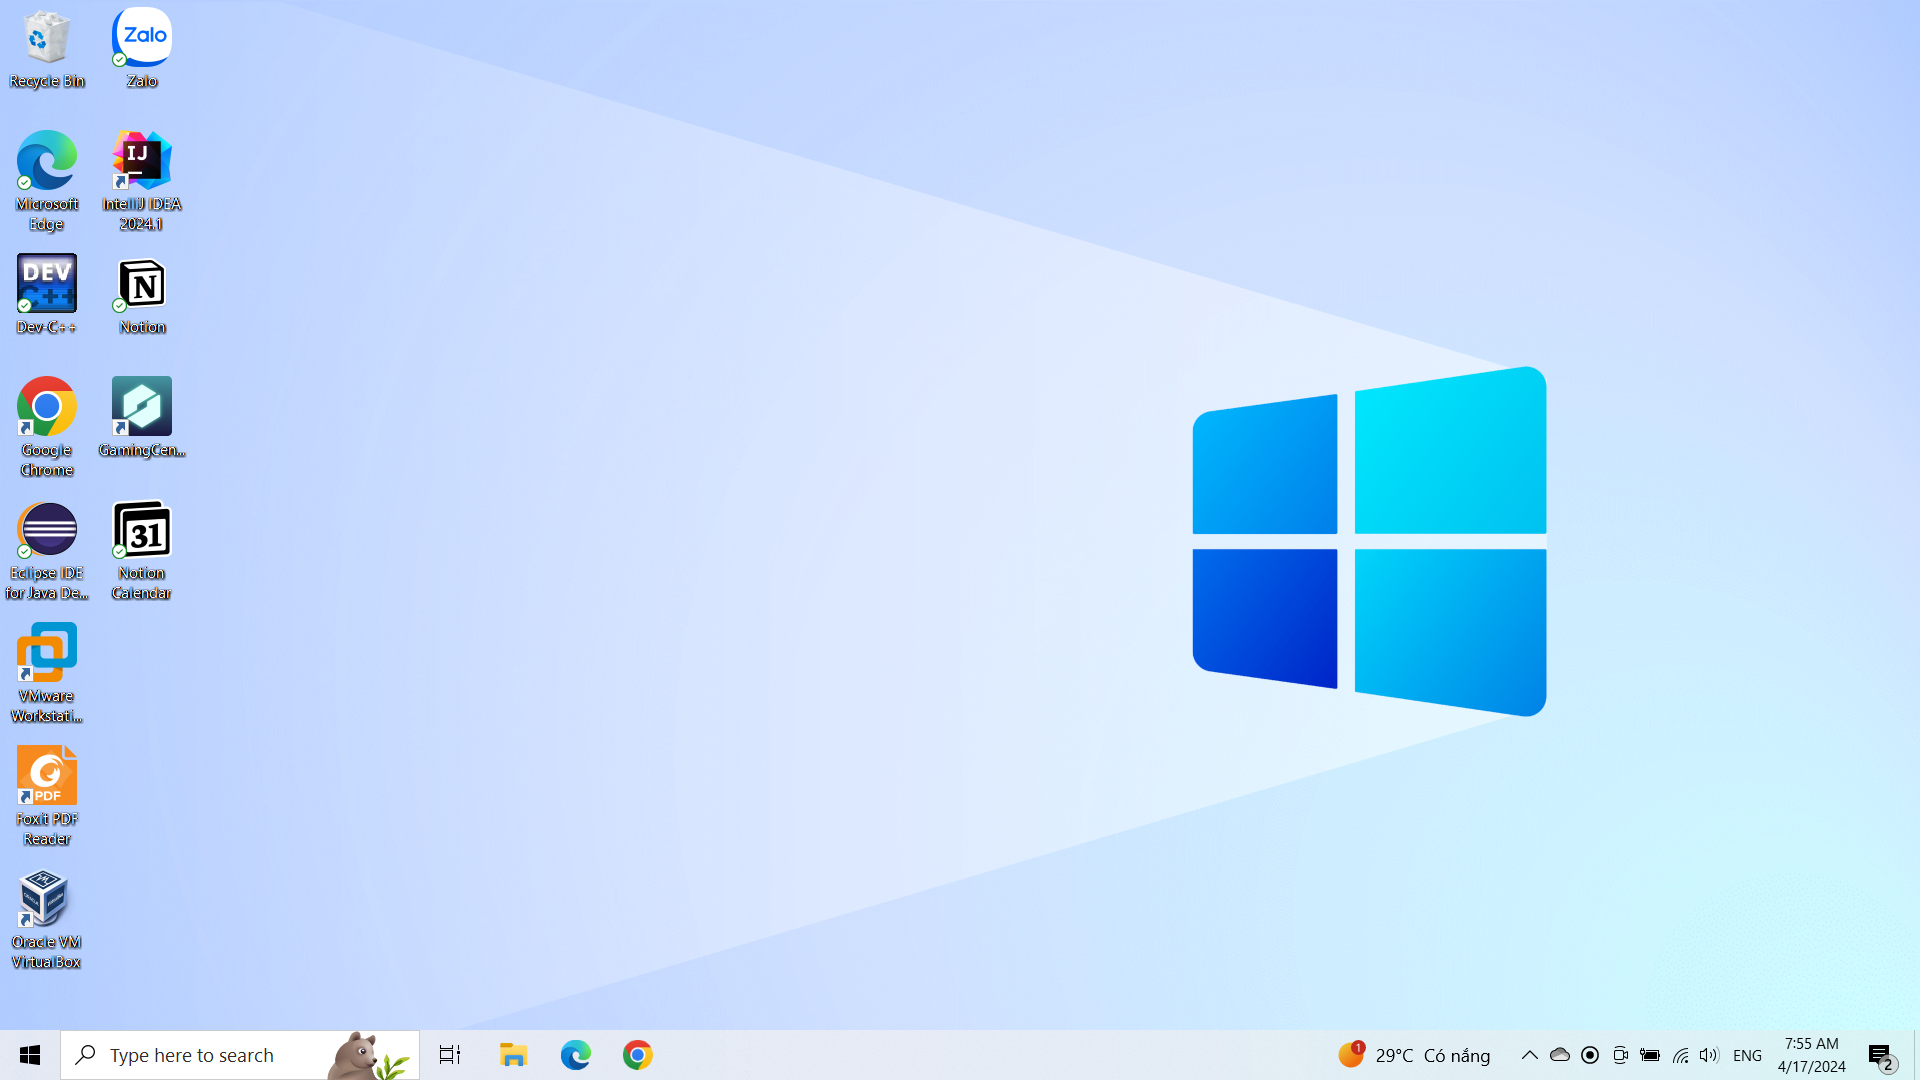 Recycle Bin
Zalo
Zalo
Microsoft
Edge
IJ
IntelliJ IDEA
2024.1
DEV
C++
Dev-C++
N
Notion
Google
Chrome
GamingCen...
Eclipse IDE
for Java De...
31
Notion
Calendar
VMware
Workstati...
PDF
Foxit PDF
Reader
Oracle VM
VirtualBox
Type here to search
1
29°C Có nắng
ENG
7:55 AM
4/17/2024
2